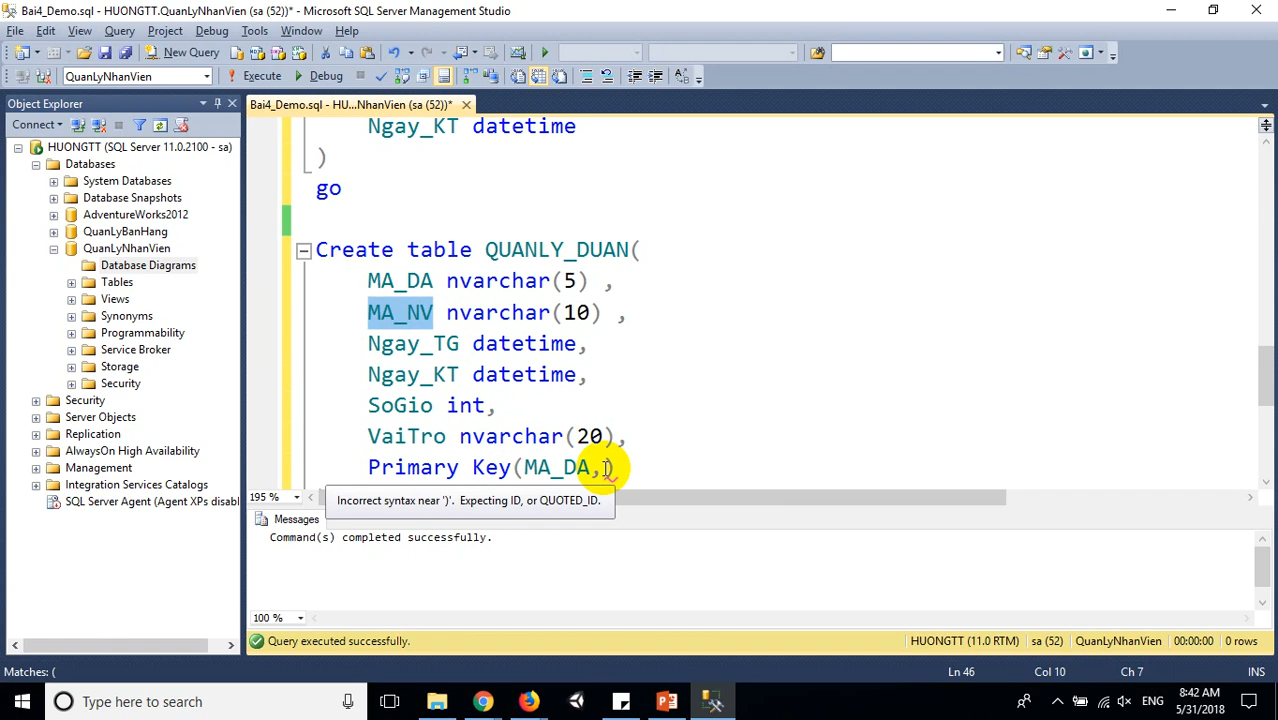 Bai4_Demo.sql - HUONGTT.QuanLyNhanVien (sa (52))* - Microsoft SQL Server Management Studio
File Edit View Query Project Debug Tools Window Help
New Query
QuanLyNhanVien Execute Debug
Object Explorer
Bai4_Demo.sql - HU...NhanVien (sa (52))*
Connect
HUONGTT (SQL Server 11.0.2100 - sa)
Databases
System Databases
Database Snapshots
AdventureWorks2012
QuanLyBanHang
QuanLyNhanVien
Database Diagrams
Tables
Views
Synonyms
Programmability
Service Broker
Storage
Security
Security
Server Objects
Replication
AlwaysOn High Availability
Management
Integration Services Catalogs
SQL Server Agent (Agent XPs disabl
Ngay_KT datetime
)
go
Create table QUANLY_DUAN(
MA_DA nvarchar(5) ,
MA_NV nvarchar(10) ,
Ngay_TG datetime,
Ngay_KT datetime,
SoGio int,
VaiTro nvarchar(20),
Primary Key(MA_DA,)
195 %
Incorrect syntax near ')'. Expecting ID, or QUOTED_ID.
Messages
Command(s) completed successfully.
100 %
Query executed successfully. HUONGTT (11.0 RTM) sa (52) QuanLyNhanVien 00:00:00 0 rows
Matches: ( Ln 46 Col 10 Ch 7 INS
Type here to search
ENG
8:42 AM
5/31/2018